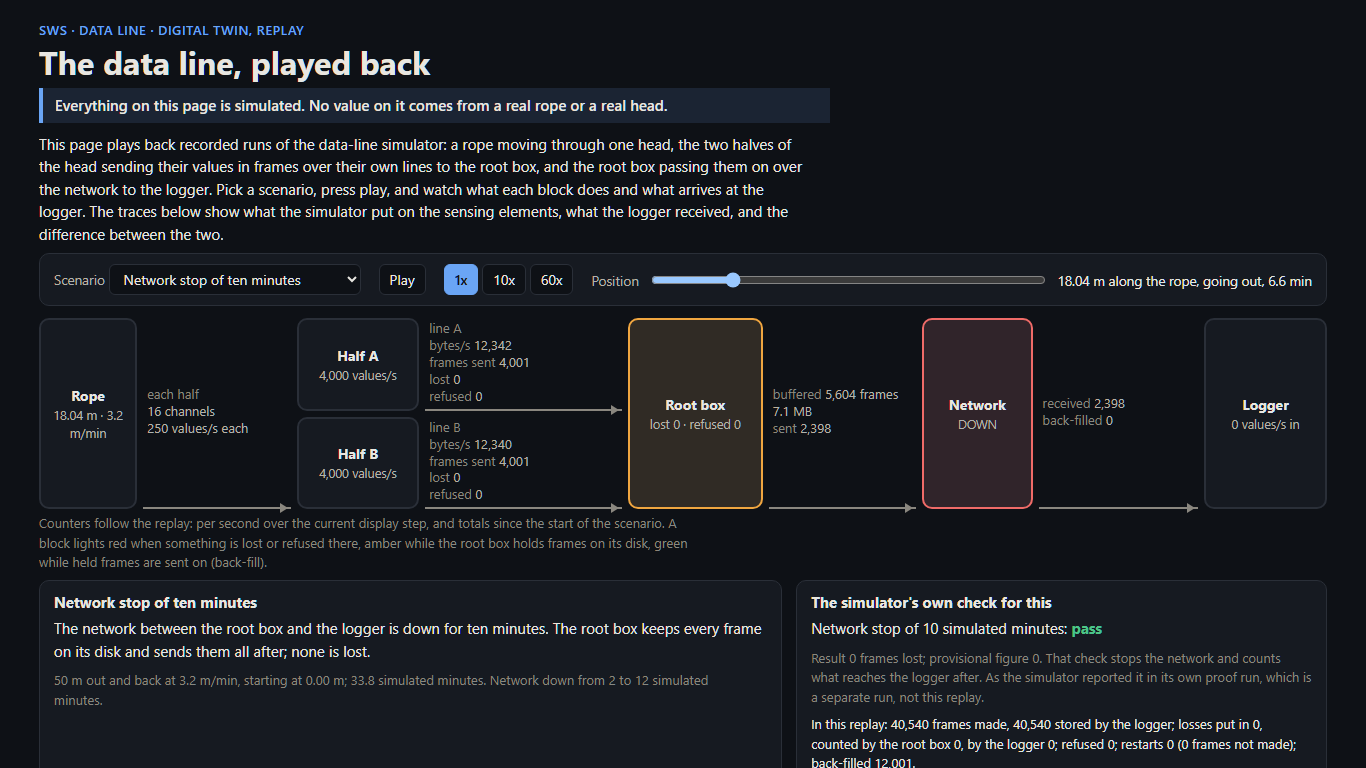 SWS · DATA LINE · DIGITAL TWIN, REPLAY
The data line, played back
Everything on this page is simulated. No value on it comes from a real rope or a real head.
This page plays back recorded runs of the data-line simulator: a rope moving through one head, the two halves of
the head sending their values in frames over their own lines to the root box, and the root box passing them on over
the network to the logger. Pick a scenario, press play, and watch what each block does and what arrives at the
logger. The traces below show what the simulator put on the sensing elements, what the logger received, and the
difference between the two.
Scenario Network stop of ten minutes Play 1x 10x 60x Position 18.04 m along the rope, going out, 6.6 min
Rope
18.04 m · 3.2
m/min
each half
16 channels
250 values/s each
Half A
4,000 values/s
Half B
4,000 values/s
line A
bytes/s 12,342
frames sent 4,001
lost 0
refused 0
line B
bytes/s 12,340
frames sent 4,001
lost 0
refused 0
Root box
lost 0 · refused 0
buffered 5,604 frames
7.1 MB
sent 2,398
Network
DOWN
received 2,398
back-filled 0
Logger
0 values/s in
Counters follow the replay: per second over the current display step, and totals since the start of the scenario. A
block lights red when something is lost or refused there, amber while the root box holds frames on its disk, green
while held frames are sent on (back-fill).
Network stop of ten minutes
The network between the root box and the logger is down for ten minutes. The root box keeps every frame
on its disk and sends them all after; none is lost.
50 m out and back at 3.2 m/min, starting at 0.00 m; 33.8 simulated minutes. Network down from 2 to 12 simulated
minutes.
The simulator's own check for this
Network stop of 10 simulated minutes: pass
Result 0 frames lost; provisional figure 0. That check stops the network and counts
what reaches the logger after. As the simulator reported it in its own proof run, which is
a separate run, not this replay.
In this replay: 40,540 frames made, 40,540 stored by the logger; losses put in 0,
counted by the root box 0, by the logger 0; refused 0; restarts 0 (0 frames not made);
back-filled 12,001.